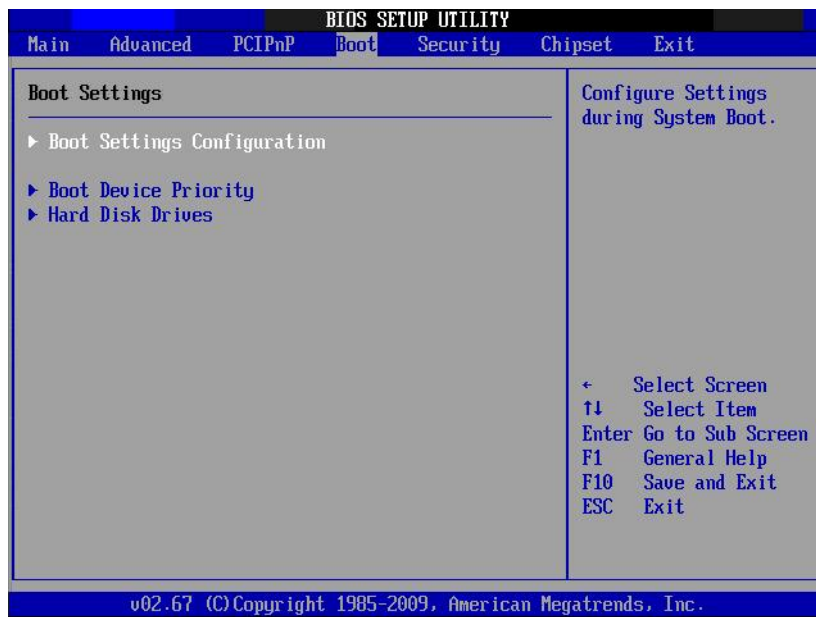 BIOS SETUP UTILITY
Main Advanced PCIPnP Boot Security Chipset Exit
Boot Settings
▶ Boot Settings Configuration
▶ Boot Device Priority
▶ Hard Disk Drives
Configure Settings
during System Boot.
← Select Screen
↑↓ Select Item
Enter Go to Sub Screen
F1 General Help
F10 Save and Exit
ESC Exit
v02.67 (C)Copyright 1985-2009, American Megatrends, Inc.